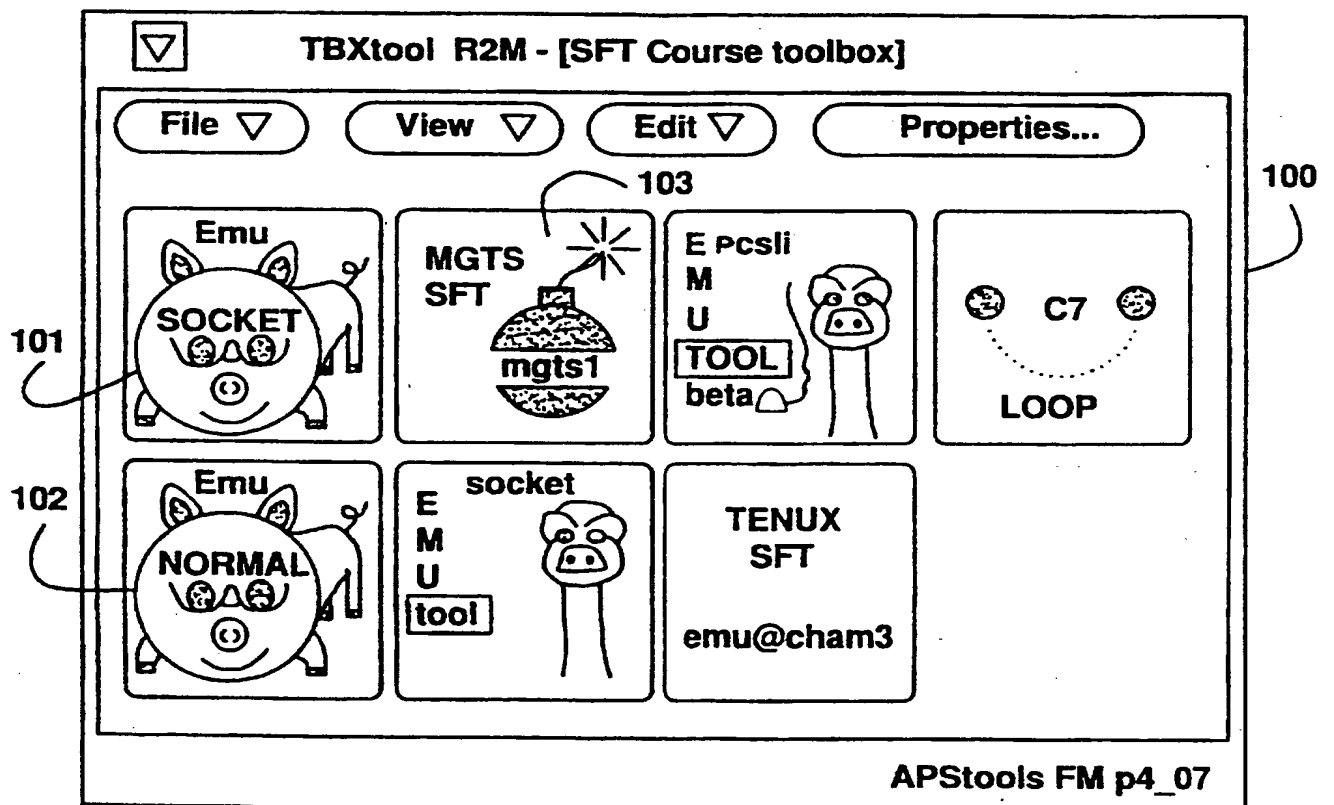 TBXtool R2M - [SFT Course toolbox]
File View Edit Properties...
103
100
Emu
SOCKET
101
MGTS
SFT
mgts1
E pcsli
M
U
TOOL
beta
C7
LOOP
102
Emu
NORMAL
socket
E
M
U
tool
TENUX
SFT
emu@cham3
APStools FM p4_07